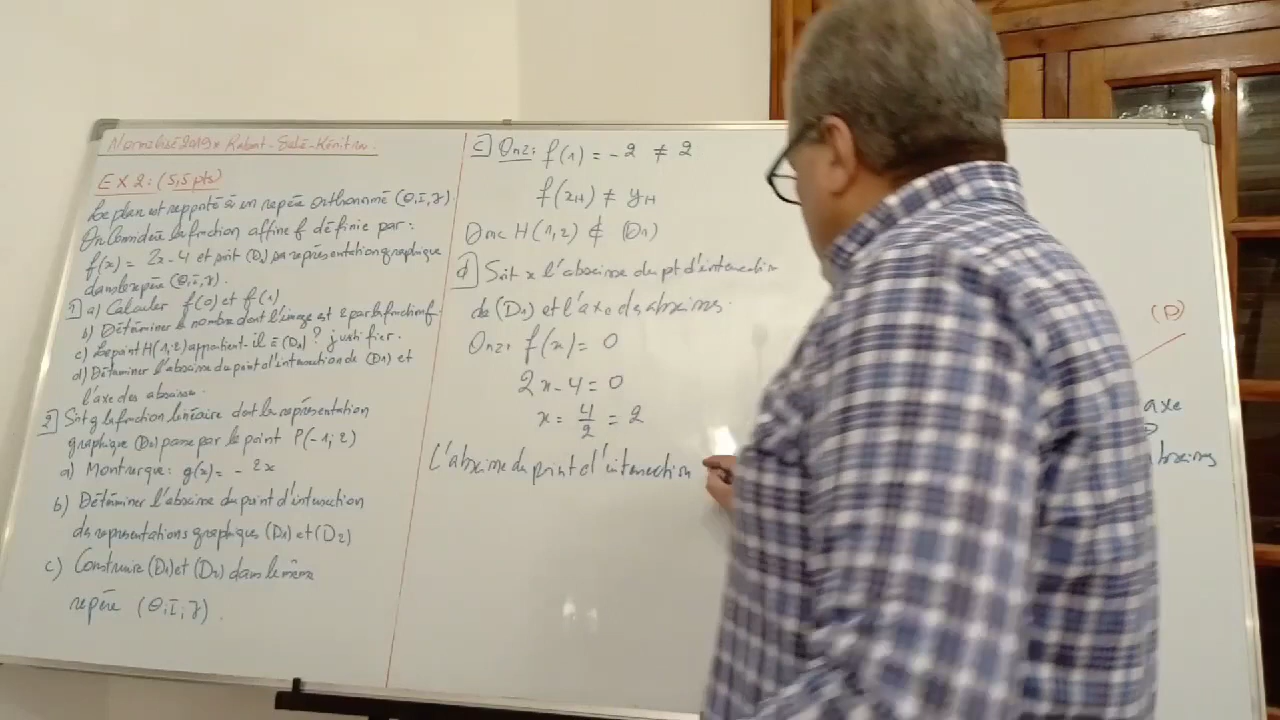 Normalisé 2019 * Rabat-Salé-Kénitra
EX 2: (5,5 pts)
Le plan est rapporté à un repère orthonormé (O,I,J)
On considère la fonction affine f définie par:
f(x) = 2x-4 et soit (D1) sa représentation graphique
dans le repère (O,I,J).
1) a) Calculer f(0) et f(1)
b) Déterminer le nombre dont l'image est 2 par la fonction f.
c) Le point H(1;2) appartient-il à (D1)? justifier.
d) Déterminer l'abscisse du point d'intersection de (D1) et
l'axe des abscisses.
2) Soit g la fonction linéaire dont la représentation
graphique (D2) passe par le point P(-1;2)
a) Montrer que: g(x) = -2x
b) Déterminer l'abscisse du point d'intersection
des représentations graphiques (D1) et (D2)
c) Construire (D1) et (D2) dans le même
repère (O,I,J).
c) On a: f(1) = -2 ≠ 2
f(xH) ≠ yH
Donc H(1,2) ∉ (D1)
d) Soit x l'abscisse du pt d'intersection
de (D1) et l'axe des abscisses.
On a: f(x) = 0
2x-4 = 0
x = 4/2 = 2
L'abscisse du point d'intersection
(D)
axe
abscisses